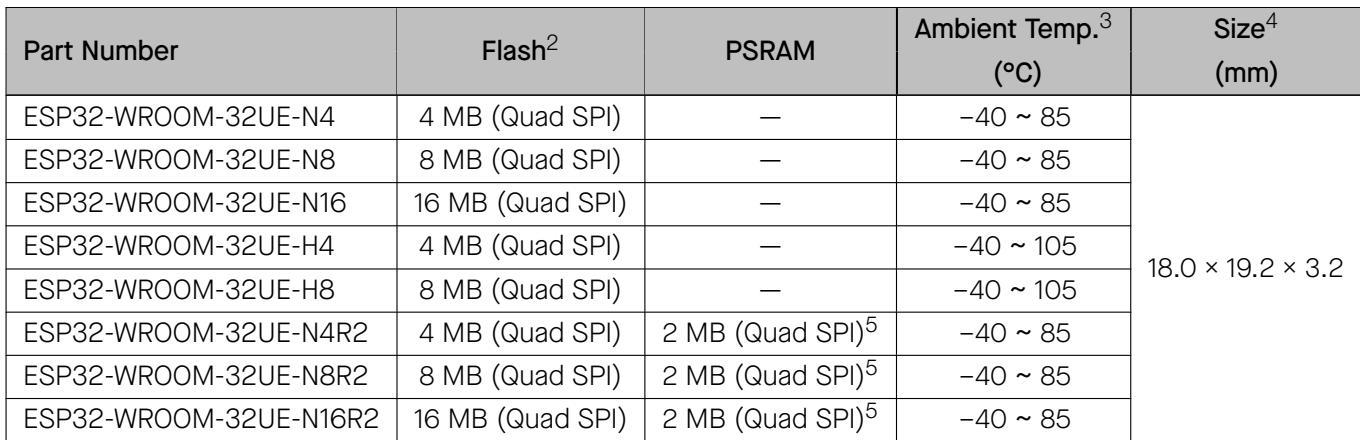 Part Number Flash2 PSRAM Ambient Temp.3 (°C) Size4 (mm)
ESP32-WROOM-32UE-N4 4 MB (Quad SPI) — –40 ~ 85
ESP32-WROOM-32UE-N8 8 MB (Quad SPI) — –40 ~ 85
ESP32-WROOM-32UE-N16 16 MB (Quad SPI) — –40 ~ 85
ESP32-WROOM-32UE-H4 4 MB (Quad SPI) — –40 ~ 105
ESP32-WROOM-32UE-H8 8 MB (Quad SPI) — –40 ~ 105
ESP32-WROOM-32UE-N4R2 4 MB (Quad SPI) 2 MB (Quad SPI)5 –40 ~ 85
ESP32-WROOM-32UE-N8R2 8 MB (Quad SPI) 2 MB (Quad SPI)5 –40 ~ 85
ESP32-WROOM-32UE-N16R2 16 MB (Quad SPI) 2 MB (Quad SPI)5 –40 ~ 85
18.0 × 19.2 × 3.2